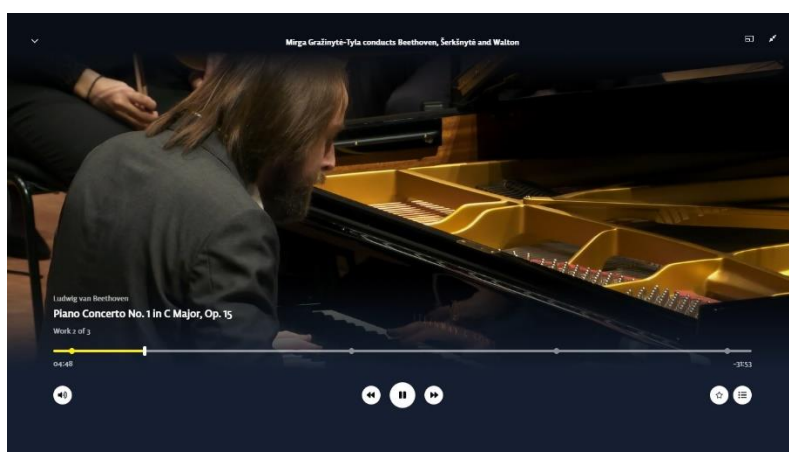 Mirga Gražinytė-Tyla conducts Beethoven, Šerkšnytė and Walton
Ludwig van Beethoven
Piano Concerto No. 1 in C Major, Op. 15
Work 2 of 3
04:48
-31:53